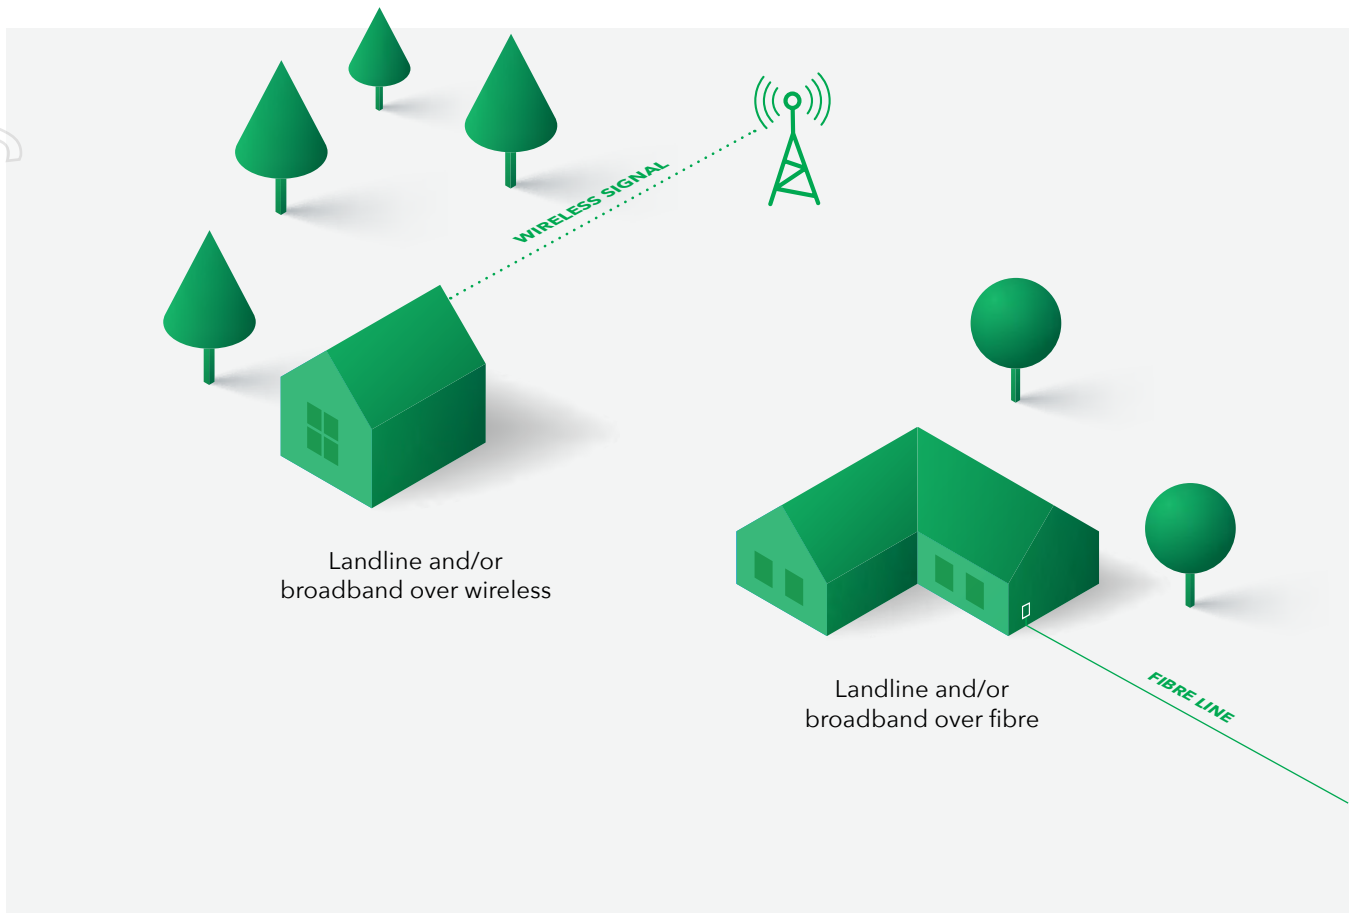 WIRELESS SIGNAL
Landline and/or
broadband over wireless
Landline and/or
broadband over fibre
FIBRE LINE